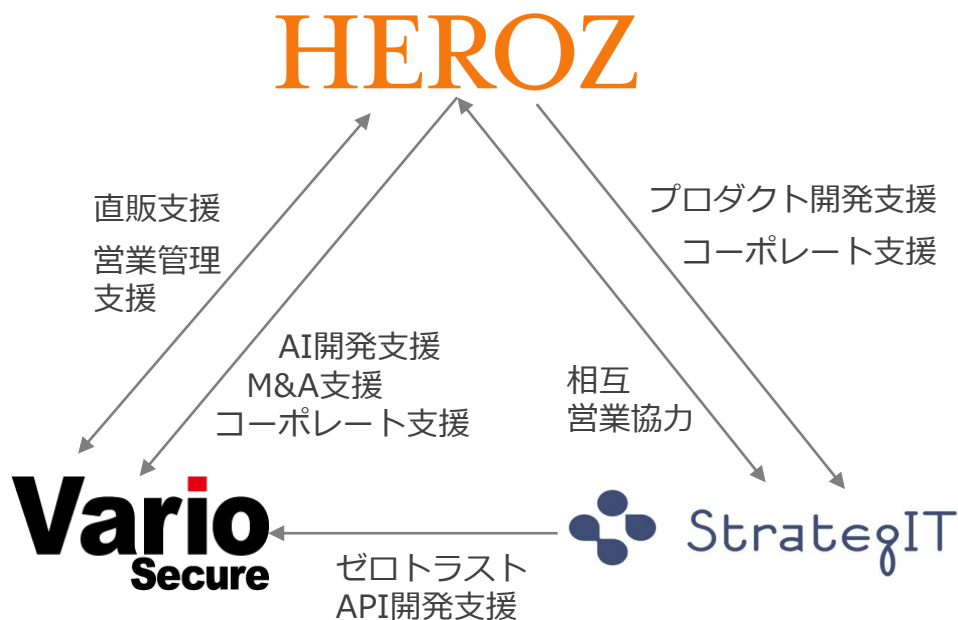 HEROZ
直販支援
営業管理
支援
プロダクト開発支援
コーポレート支援
AI開発支援
M&A支援
コーポレート支援
相互
営業協力
Vario
Secure
StrategIT
ゼロトラスト
API開発支援